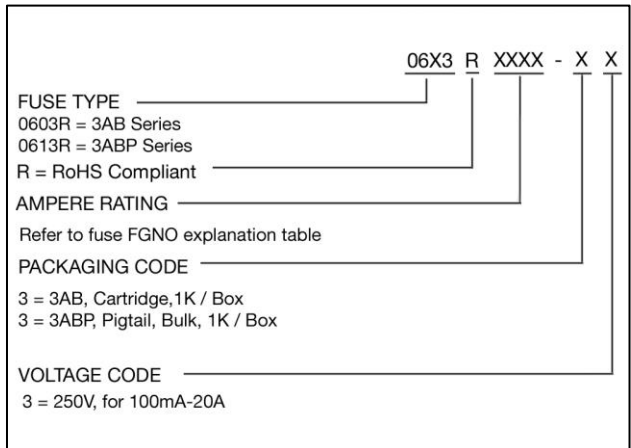 06X3 R XXXX - X X
FUSE TYPE
0603R = 3AB Series
0613R = 3ABP Series
R = RoHS Compliant
AMPERE RATING
Refer to fuse FGNO explanation table
PACKAGING CODE
3 = 3AB, Cartridge,1K / Box
3 = 3ABP, Pigtail, Bulk, 1K / Box
VOLTAGE CODE
3 = 250V, for 100mA-20A